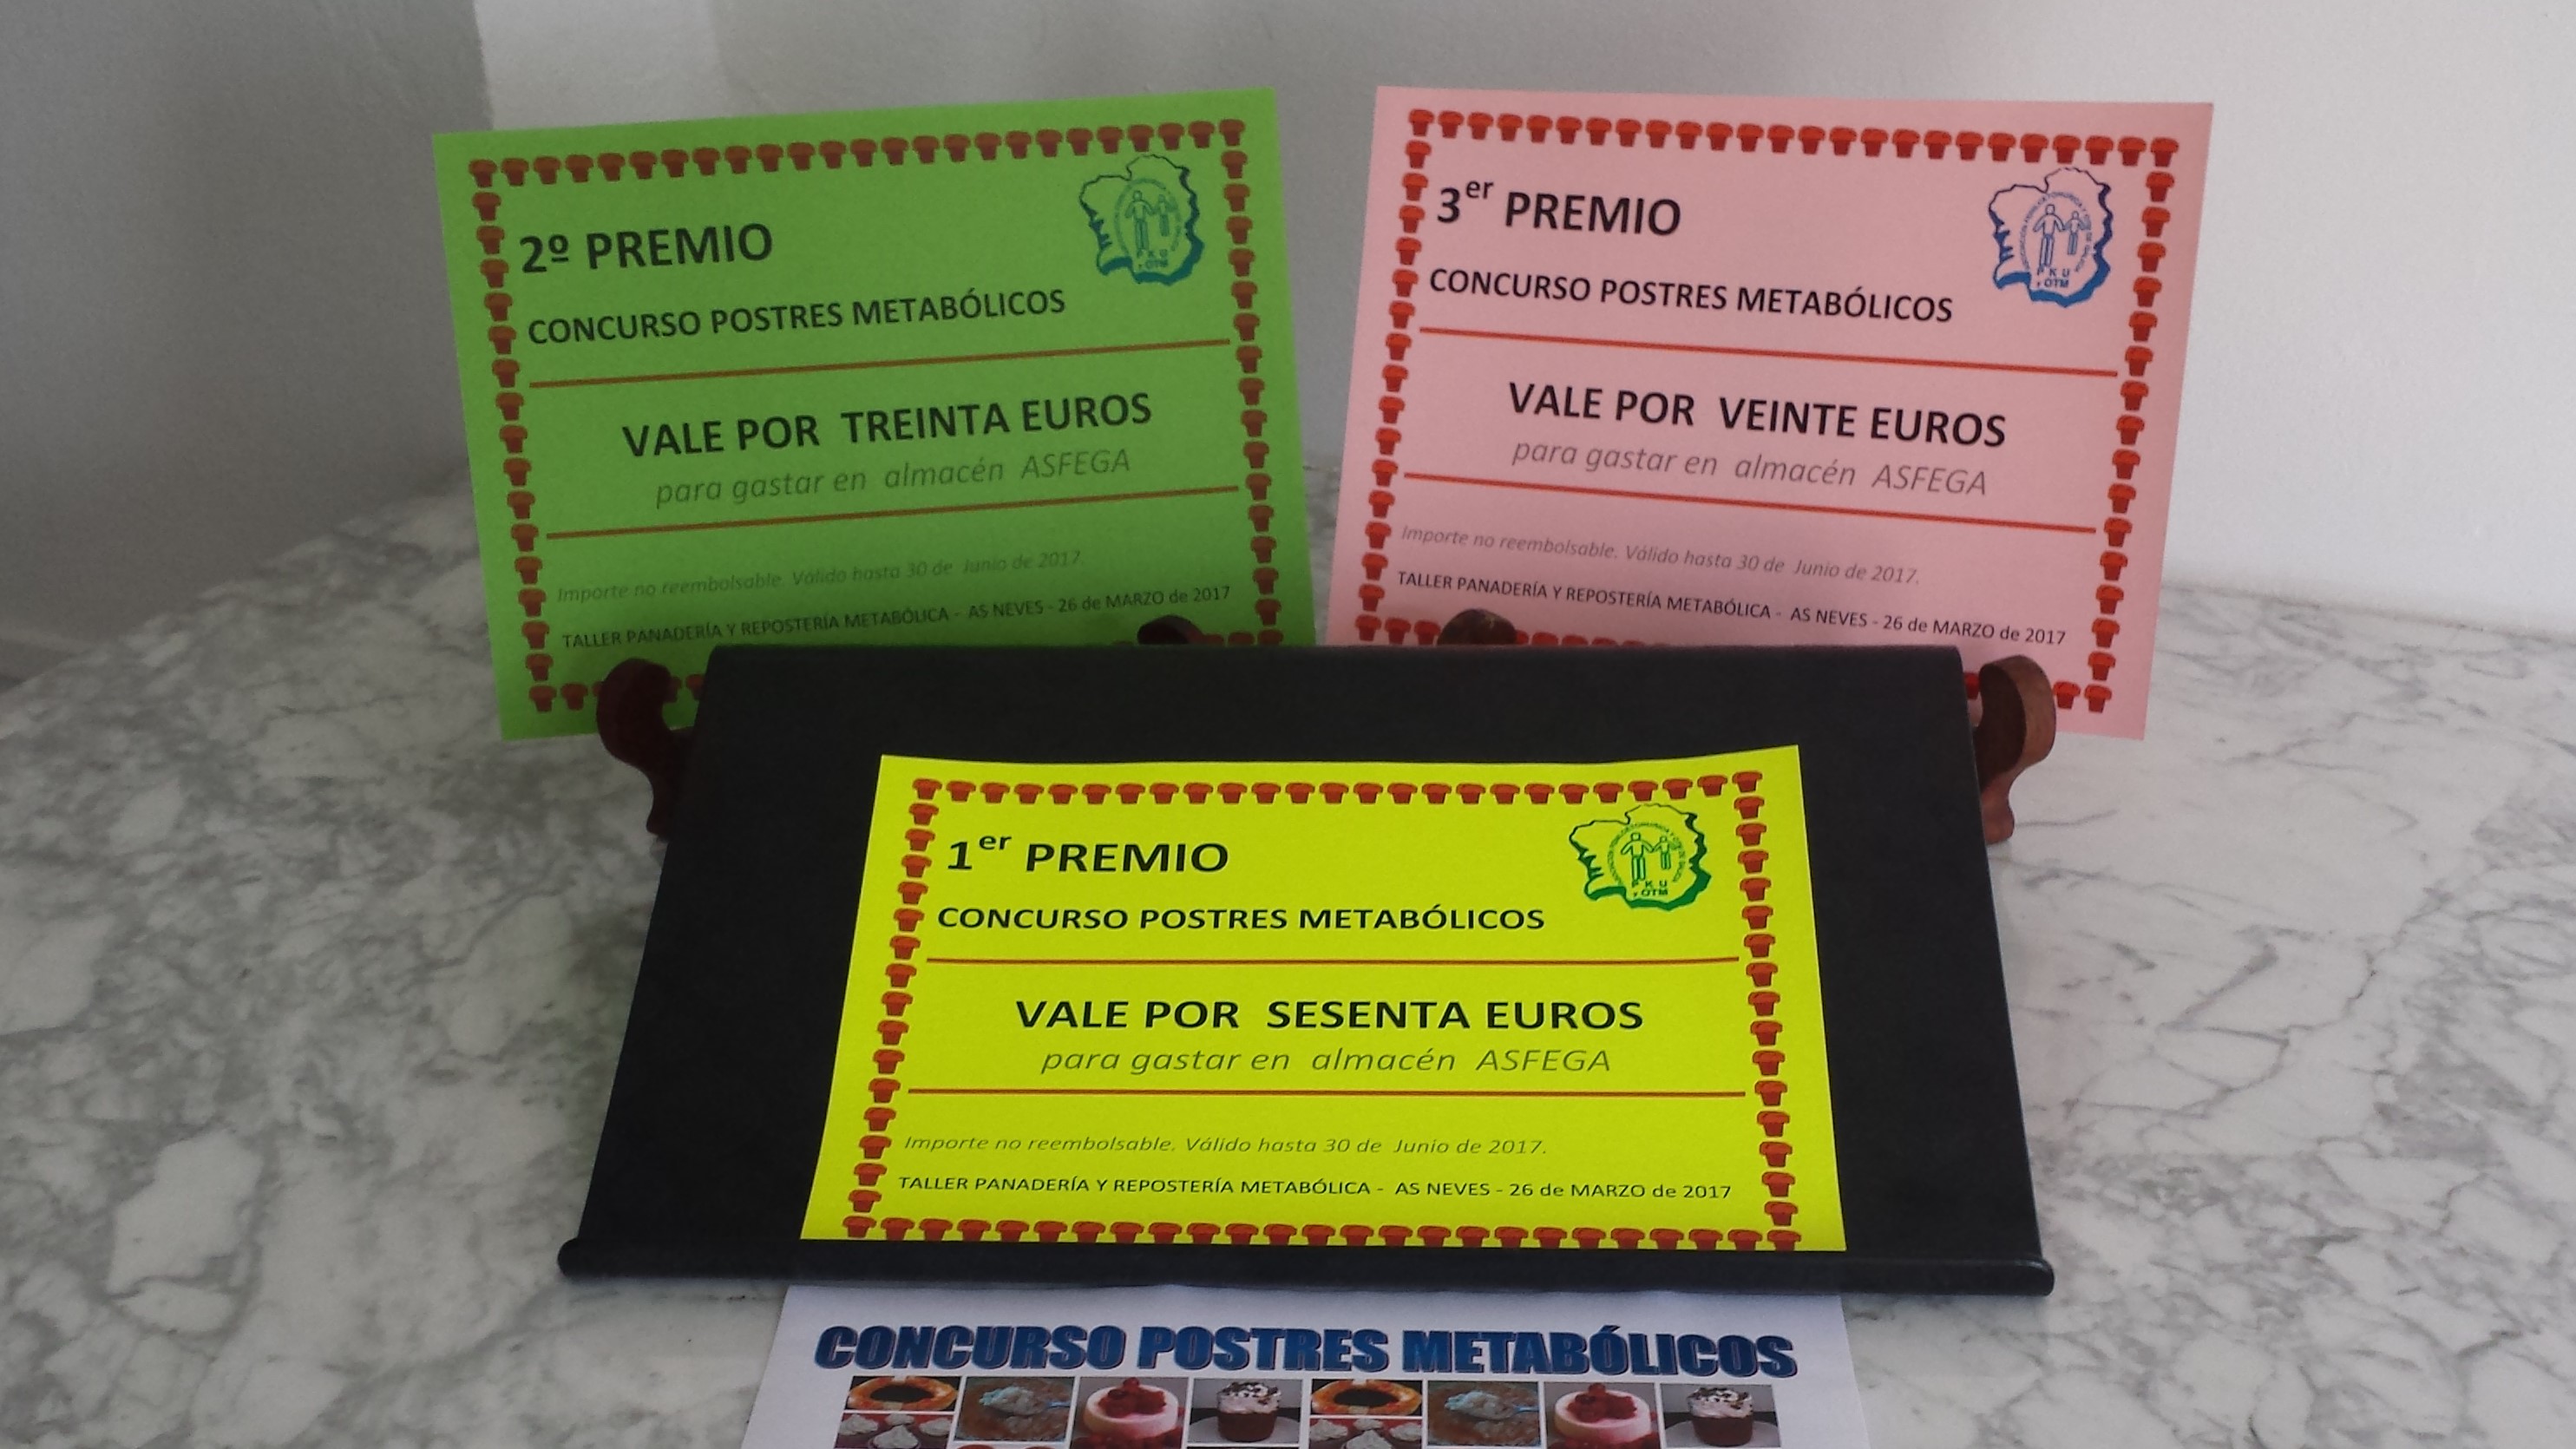 2º PREMIO
CONCURSO POSTRES METABÓLICOS
VALE POR TREINTA EUROS
para gastar en almacén ASFEGA
Importe no reembolsable. Válido hasta 30 de Junio de 2017.
TALLER PANADERÍA Y REPOSTERÍA METABÓLICA - AS NEVES - 26 de MARZO de 2017
P K U
y OTM
3er PREMIO
CONCURSO POSTRES METABÓLICOS
VALE POR VEINTE EUROS
para gastar en almacén ASFEGA
Importe no reembolsable. Válido hasta 30 de Junio de 2017.
TALLER PANADERÍA Y REPOSTERÍA METABÓLICA - AS NEVES - 26 de MARZO de 2017
P K U
y OTM
1er PREMIO
CONCURSO POSTRES METABÓLICOS
VALE POR SESENTA EUROS
para gastar en almacén ASFEGA
Importe no reembolsable. Válido hasta 30 de Junio de 2017.
TALLER PANADERÍA Y REPOSTERÍA METABÓLICA - AS NEVES - 26 de MARZO de 2017
P K U
y OTM
CONCURSO POSTRES METABÓLICOS